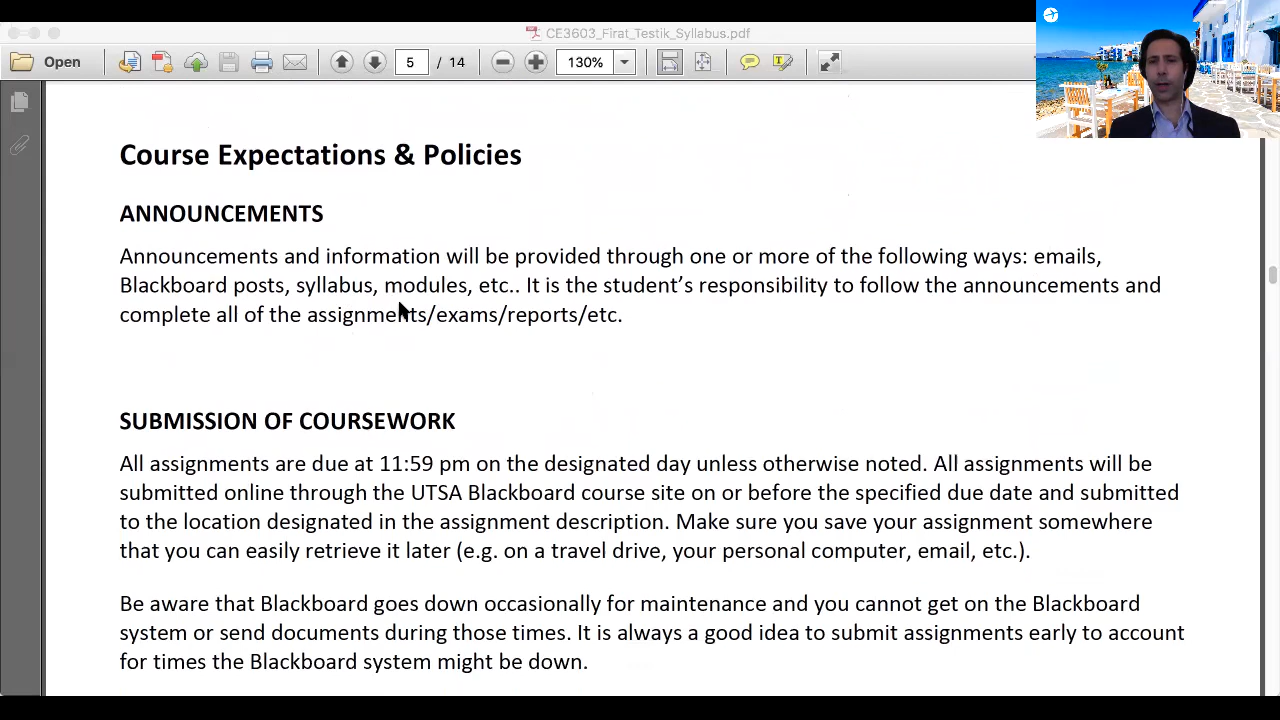 CE3603_Firat_Testik_Syllabus.pdf
Open
5 / 14
130%
Course Expectations & Policies
ANNOUNCEMENTS
Announcements and information will be provided through one or more of the following ways: emails,
Blackboard posts, syllabus, modules, etc.. It is the student’s responsibility to follow the announcements and
complete all of the assignments/exams/reports/etc.
SUBMISSION OF COURSEWORK
All assignments are due at 11:59 pm on the designated day unless otherwise noted. All assignments will be
submitted online through the UTSA Blackboard course site on or before the specified due date and submitted
to the location designated in the assignment description. Make sure you save your assignment somewhere
that you can easily retrieve it later (e.g. on a travel drive, your personal computer, email, etc.).
Be aware that Blackboard goes down occasionally for maintenance and you cannot get on the Blackboard
system or send documents during those times. It is always a good idea to submit assignments early to account
for times the Blackboard system might be down.